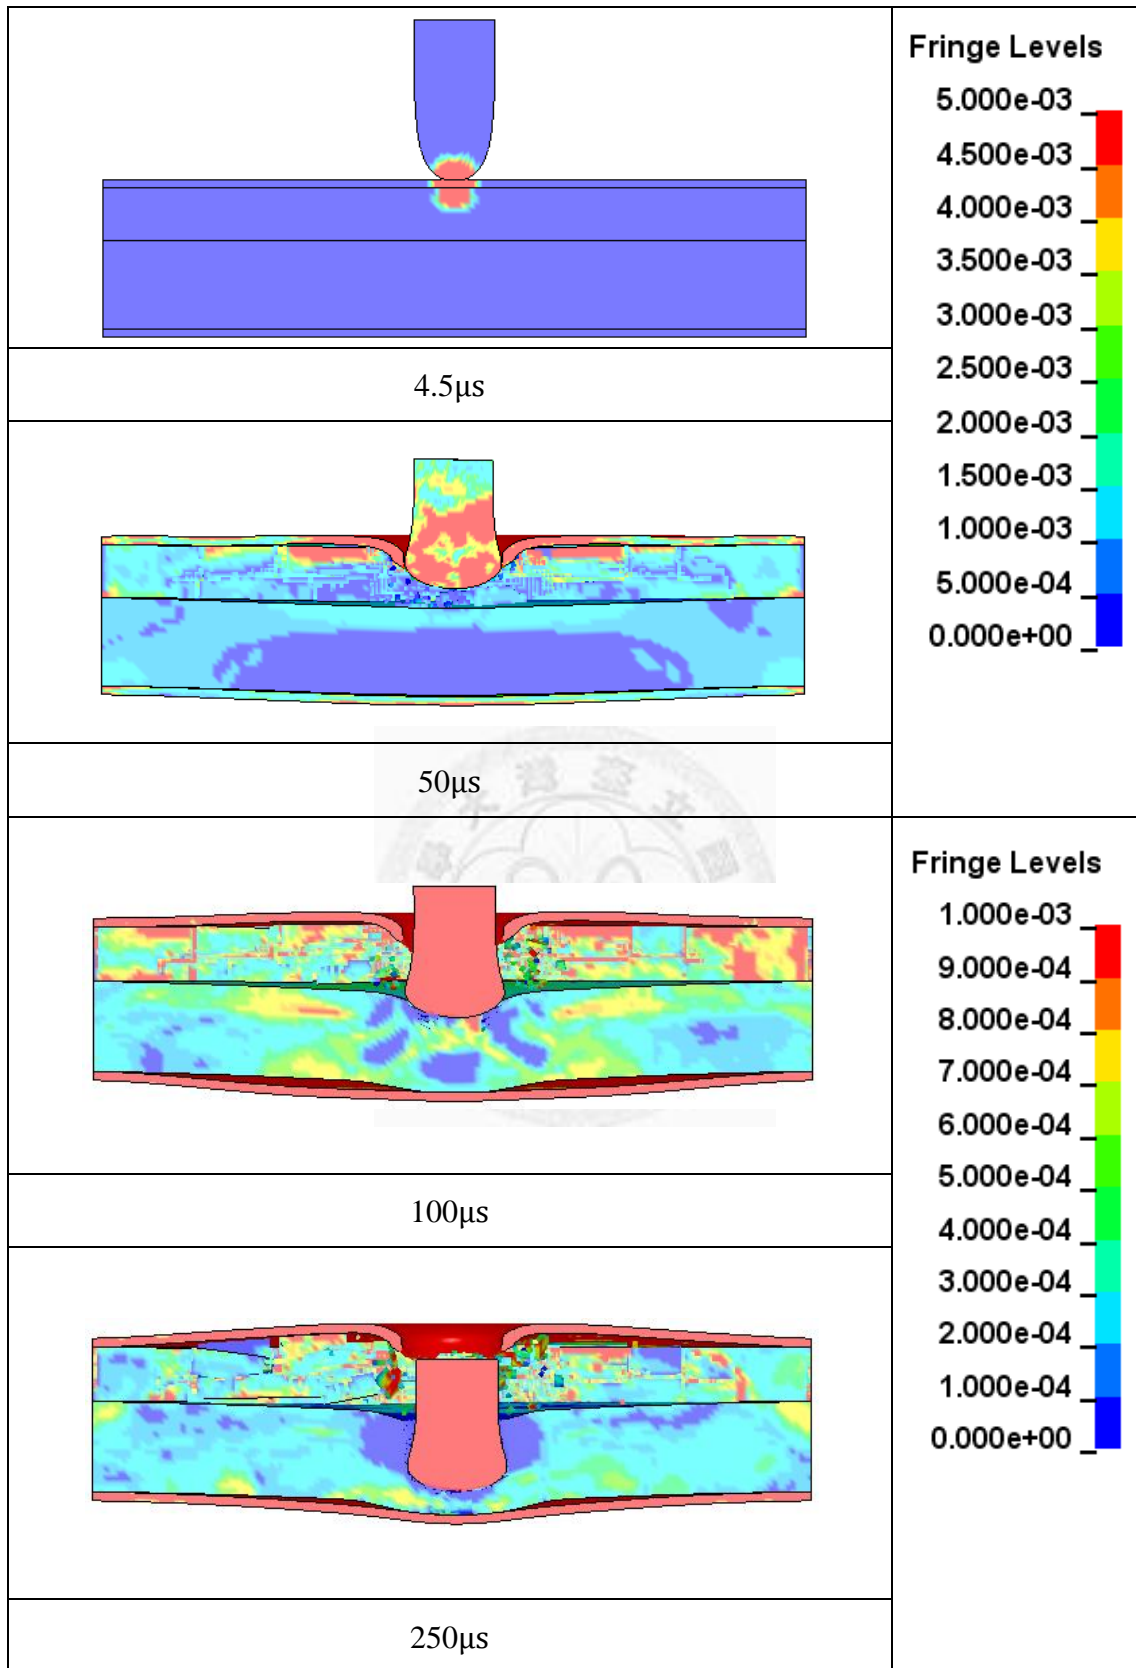 Fringe Levels
5.000e-03
4.500e-03
4.000e-03
3.500e-03
3.000e-03
2.500e-03
2.000e-03
1.500e-03
1.000e-03
5.000e-04
0.000e+00
4.5μs
50μs
Fringe Levels
1.000e-03
9.000e-04
8.000e-04
7.000e-04
6.000e-04
5.000e-04
4.000e-04
3.000e-04
2.000e-04
1.000e-04
0.000e+00
100μs
250μs